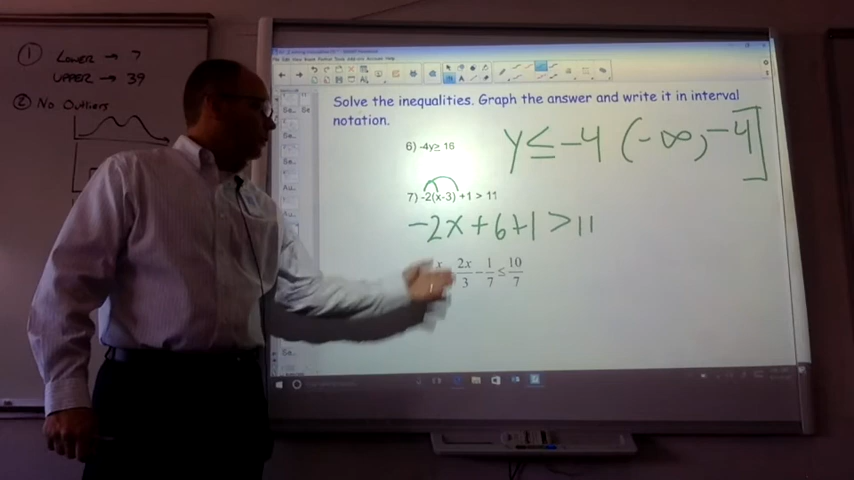 ① LOWER → 7
UPPER → 39
② NO OUTLIERS
Solve the inequalities. Graph the answer and write it in interval
notation.
6) -4y≥ 16
y ≤ -4 (-∞, -4]
7) -2(x-3) +1 > 11
-2x + 6 + 1 > 11
2x/3 - 1/7 ≤ 10/7